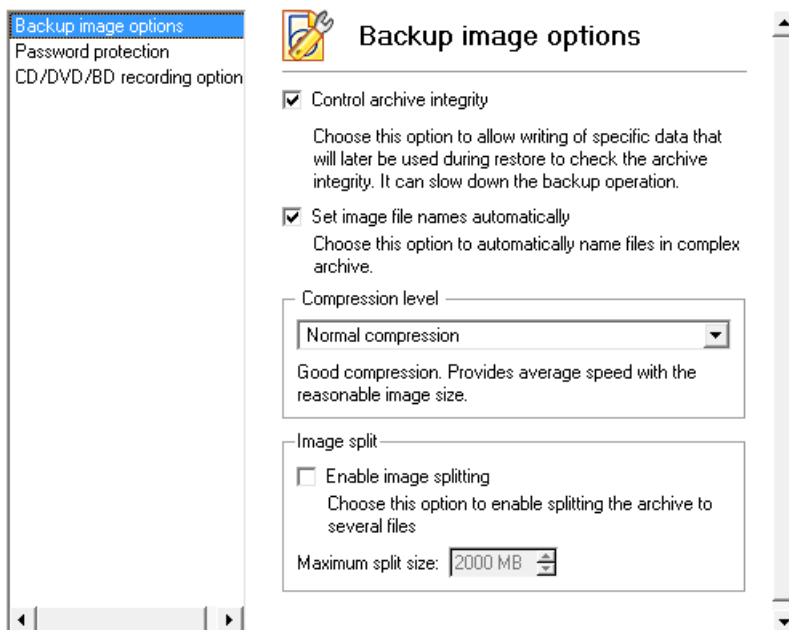 Backup image options
Password protection
CD/DVD/BD recording option
Backup image options
Control archive integrity
Choose this option to allow writing of specific data that
will later be used during restore to check the archive
integrity. It can slow down the backup operation.
Set image file names automatically
Choose this option to automatically name files in complex
archive.
Compression level
Normal compression
Good compression. Provides average speed with the
reasonable image size.
Image split
Enable image splitting
Choose this option to enable splitting the archive to
several files
Maximum split size: 2000 MB